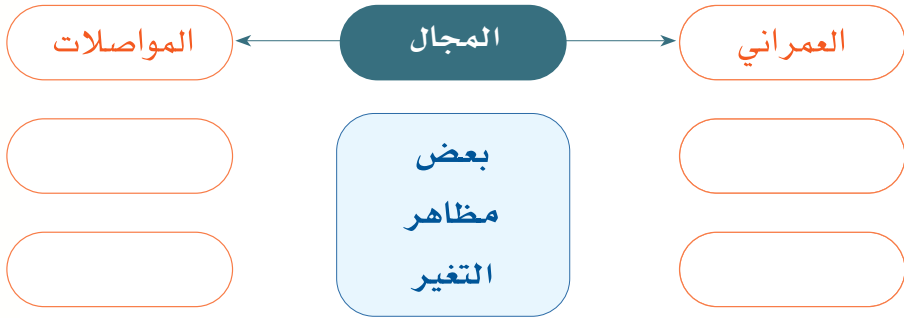 العمراني
المجال
المواصلات
بعض
مظاهر
التغير